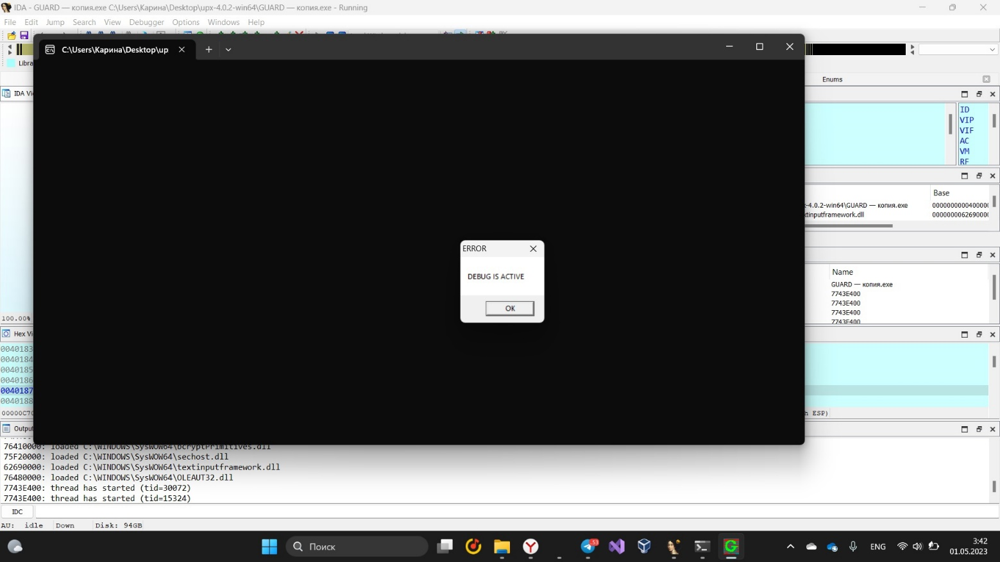 IDA - GUARD — копия.exe C:\Users\Карина\Desktop\upx-4.0.2-win64\GUARD — копия.exe - Running
File Edit Jump Search View Debugger Options Windows Help
C:\Users\Карина\Desktop\up
Libra
Enums
IDA Vi
ID
VIP
VIF
AC
VM
RF
Base
-4.0.2-win64\GUARD — копия.exe 0000000000400000
xtinputframework.dll 0000000062690000
ERROR
DEBUG IS ACTIVE
OK
Name
GUARD — копия.exe
7743E400
7743E400
7743E400
7743E400
100.00%
Hex Vi
0040183
0040184
0040185
0040186
0040187
0040188
00000C70
h ESP)
Output
76410000: loaded C:\WINDOWS\SysWOW64\bcryptPrimitives.dll
75F20000: loaded C:\WINDOWS\SysWOW64\sechost.dll
62690000: loaded C:\WINDOWS\SysWOW64\textinputframework.dll
76480000: loaded C:\WINDOWS\SysWOW64\OLEAUT32.dll
7743E400: thread has started (tid=30072)
7743E400: thread has started (tid=15324)
IDC
AU: idle Down Disk: 94GB
Поиск
53
ENG
3:42
01.05.2023